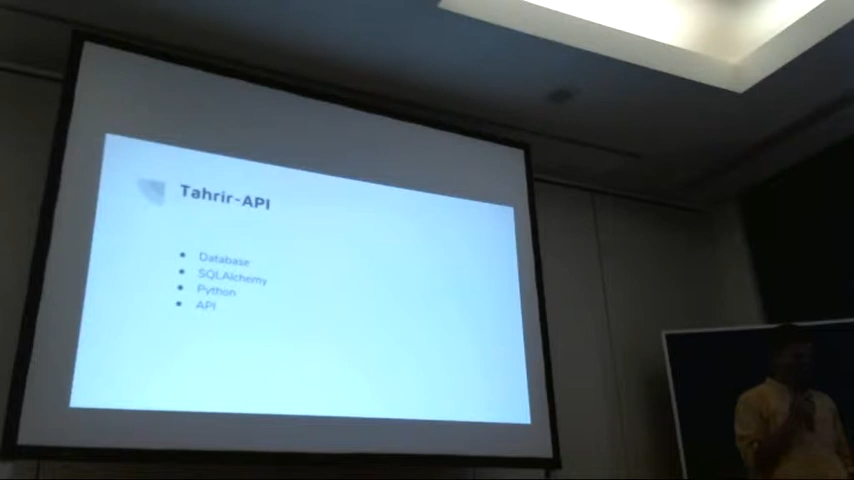 Tahrir-API
Database
SQLAlchemy
Python
API